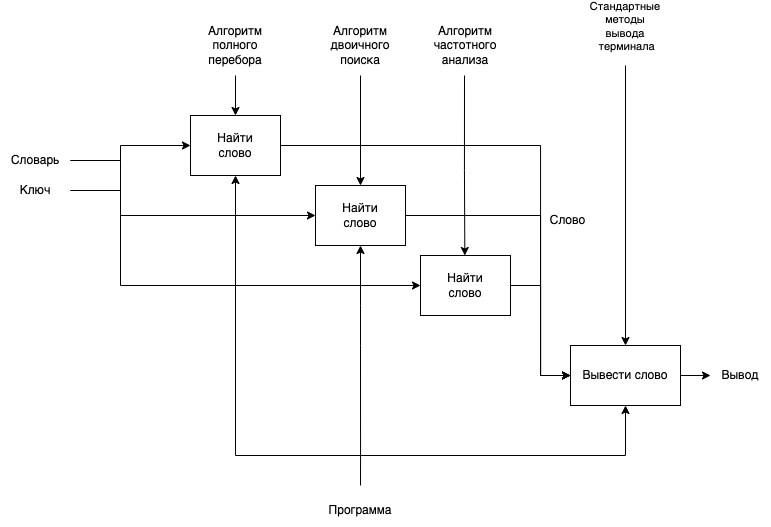 Стандартные
методы
вывода
терминала
Алгоритм
полного
перебора
Алгоритм
двоичного
поиска
Алгоритм
частотного
анализа
Найти
слово
Словарь
Ключ
Найти
слово
Слово
Найти
слово
Вывести слово
Вывод
Программа